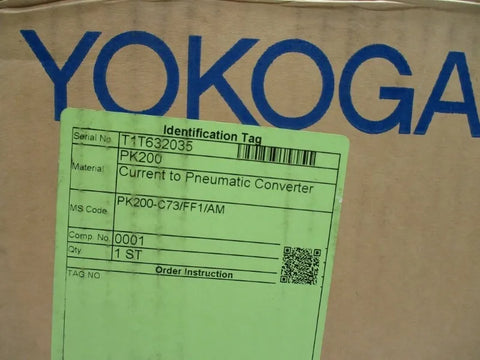 YOKOGA
Identification Tag
Serial No. T1T632035
Material PK200
Current to Pneumatic Converter
MS Code PK200-C73/FF1/AM
Comp. No. 0001
Qty 1 ST
TAG NO. Order Instruction